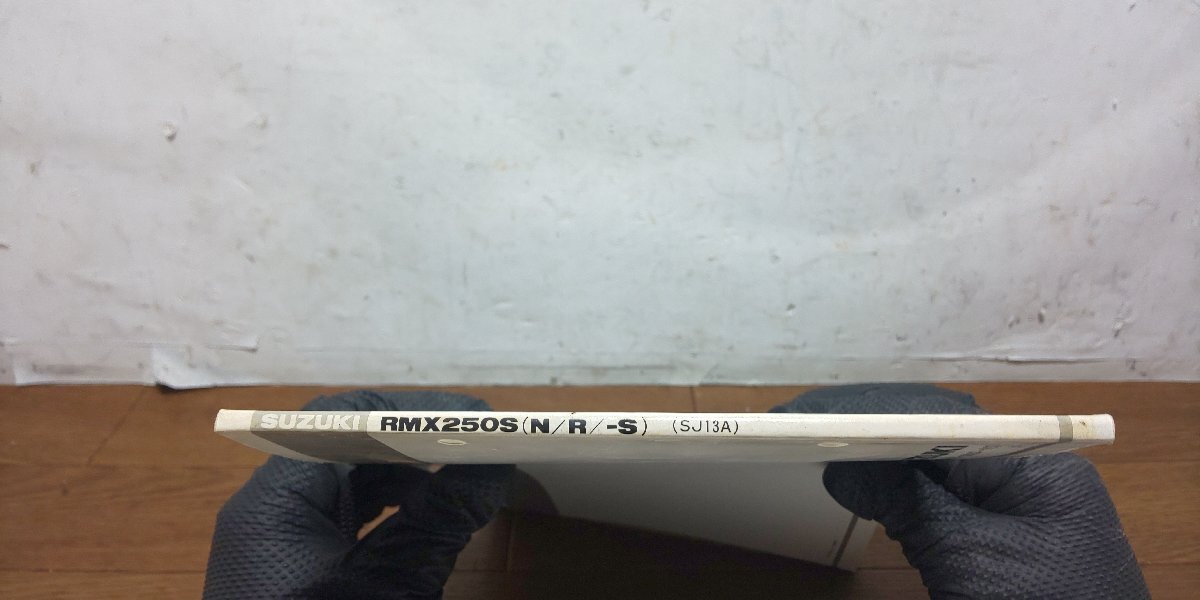 SUZUKI RMX250S(N/R/-S) (SJ13A)